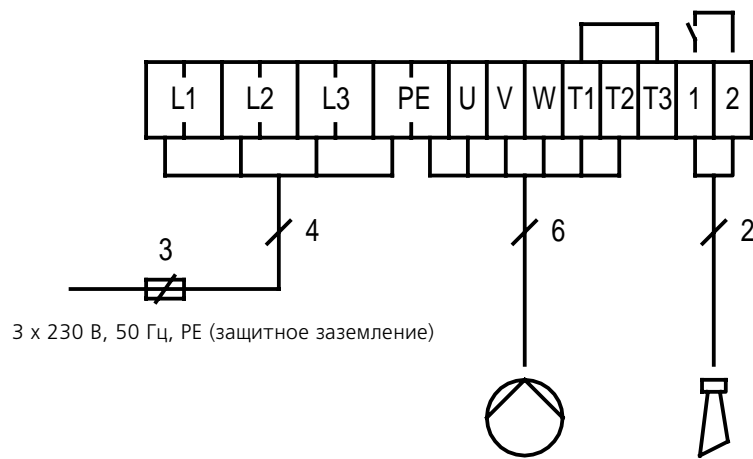 L1 L2 L3 PE U V W T1 T2 T3 1 2
4 6 2
3
3 x 230 В, 50 Гц, PE (защитное заземление)